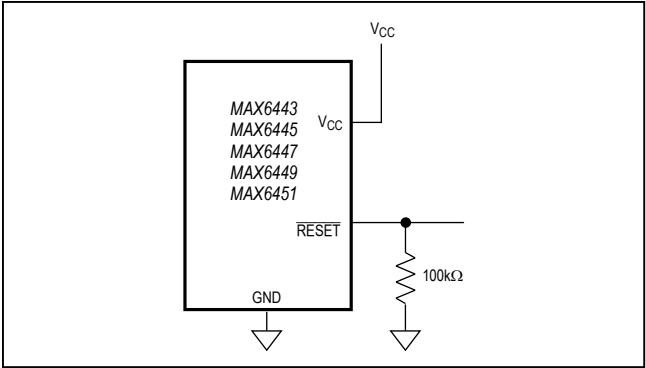 VCC
MAX6443
MAX6445
MAX6447
MAX6449
MAX6451
VCC
RESET
100kΩ
GND